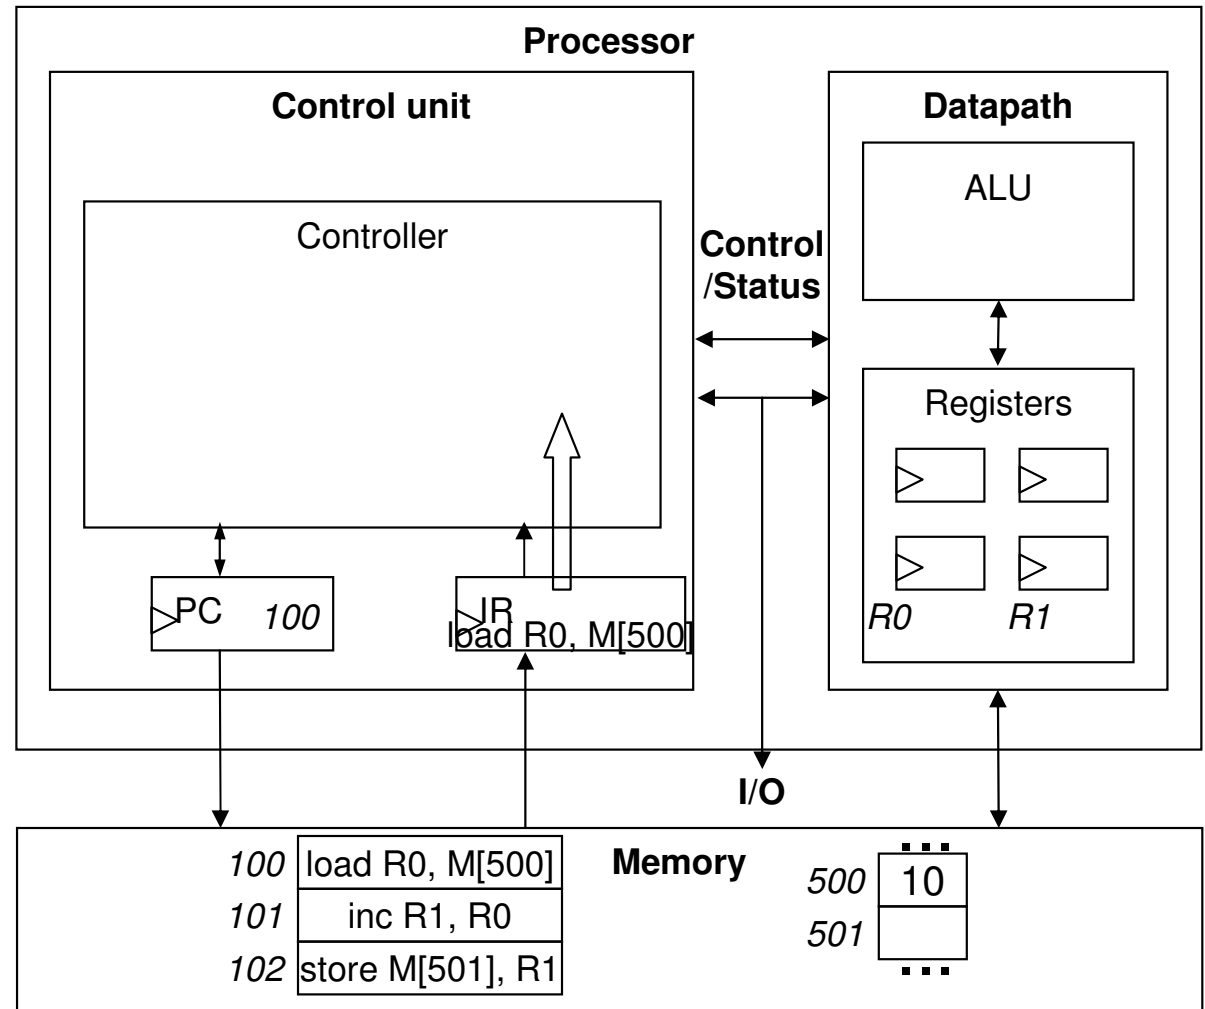 Processor
Control unit
Datapath
ALU
Controller
Control
/Status
Registers
PC 100
IR
load R0, M[500]
R0 R1
I/O
Memory
100 load R0, M[500]
101 inc R1, R0
102 store M[501], R1
...
500 10
501
...